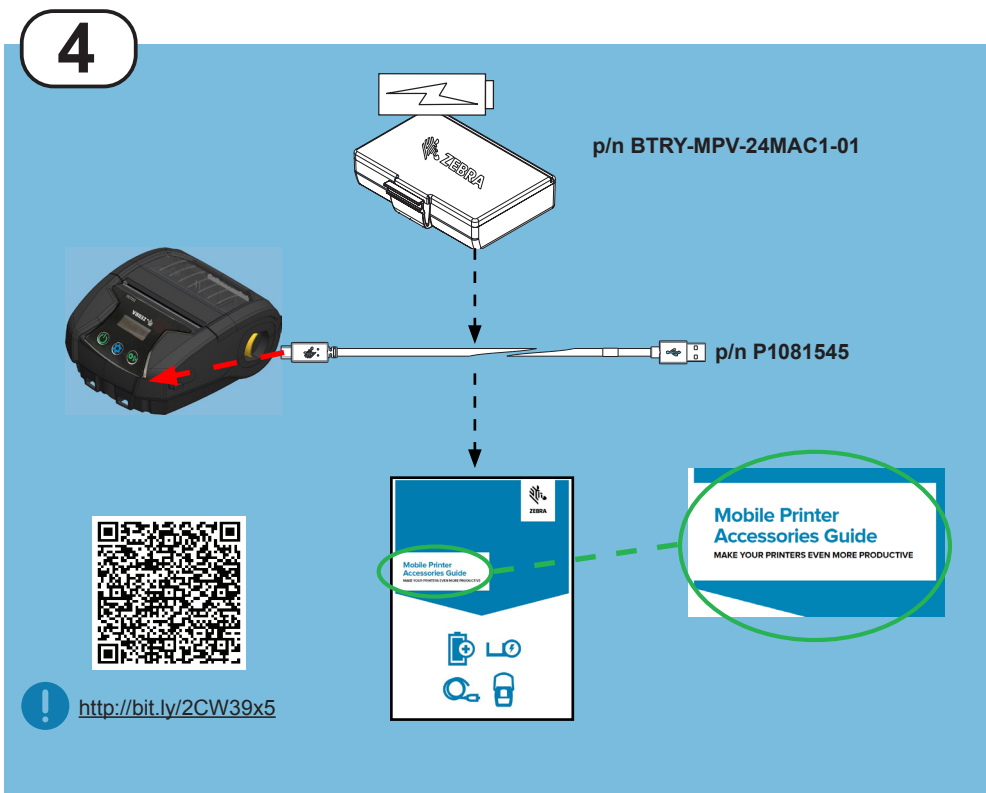 4
ZEBRA
p/n BTRY-MPV-24MAC1-01
ZEBRA
p/n P1081545
ZEBRA
Mobile Printer
Accessories Guide
MAKE YOUR PRINTERS EVEN MORE PRODUCTIVE
Mobile Printer
Accessories Guide
MAKE YOUR PRINTERS EVEN MORE PRODUCTIVE
http://bit.ly/2CW39x5